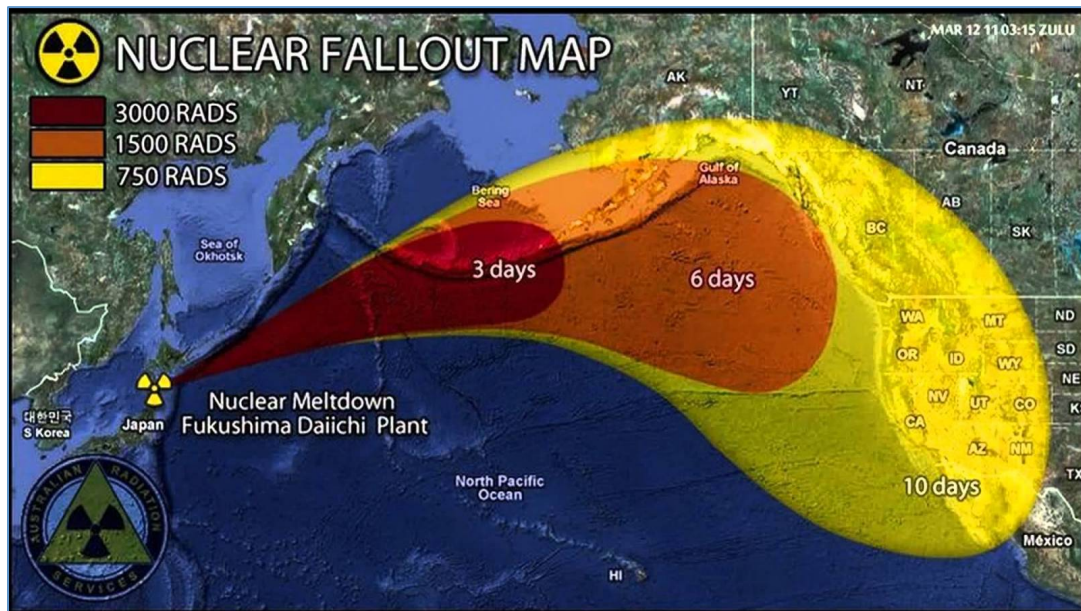 MAR 12 11 03:15 ZULU
NUCLEAR FALLOUT MAP
3000 RADS
1500 RADS
750 RADS
AK
YT
NT
Canada
Gulf of
Alaska
Bering
Sea
AB
BC
SK
Sea of
Okhotsk
3 days
6 days
WA
MT
ND
OR
ID
WY
SD
NE
NV
UT
CO
K
CA
AZ
NM
TX
Nuclear Meltdown
Fukushima Daiichi Plant
대한민국
S Korea
Japan
10 days
North Pacific
Ocean
México
HI
AUSTRALIAN RADIATION
SERVICES